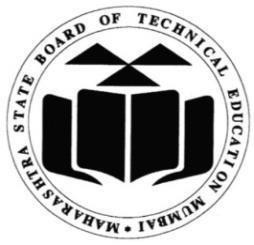 MAHARASHTRA STATE BOARD OF TECHNICAL EDUCATION MUMBAI *